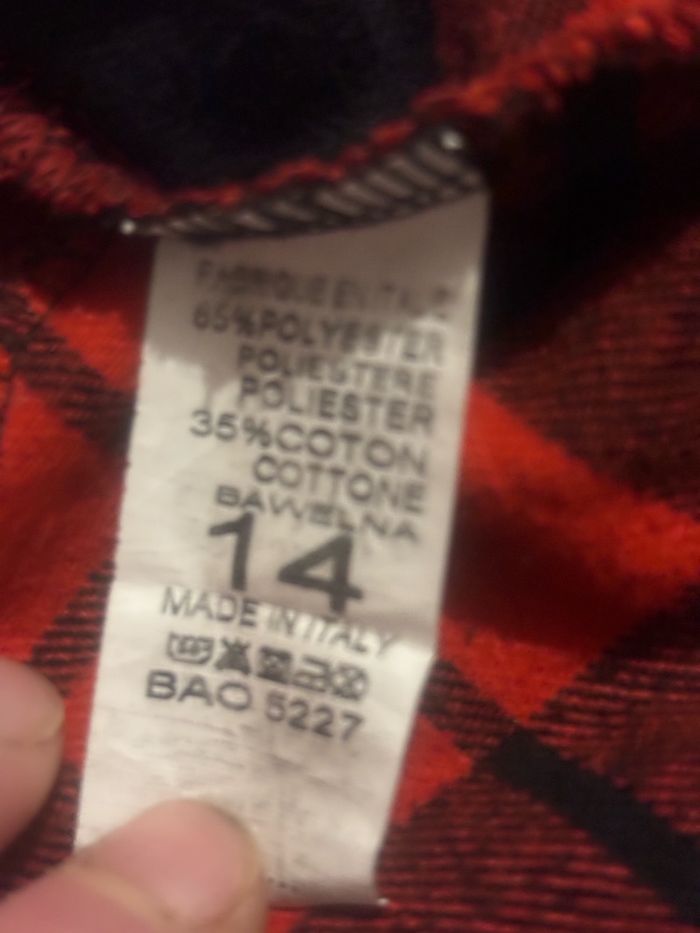 FABRIQUE EN ITALIE
65%POLYESTER
POLIESTERE
POLIESTER
35%COTON
COTTONE
BAWELNA
14
MADE IN ITALY
BAO 5227